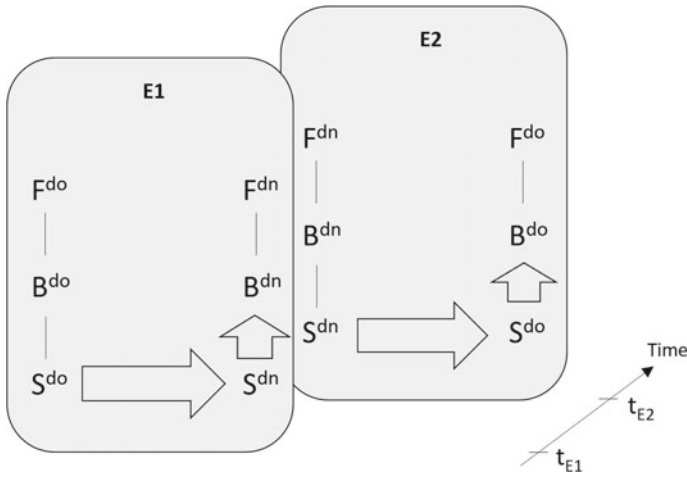 E1
F^do F^dn
B^do B^dn
S^do S^dn
E2
F^dn F^do
B^dn B^do
S^dn S^do
Time
t_E2
t_E1